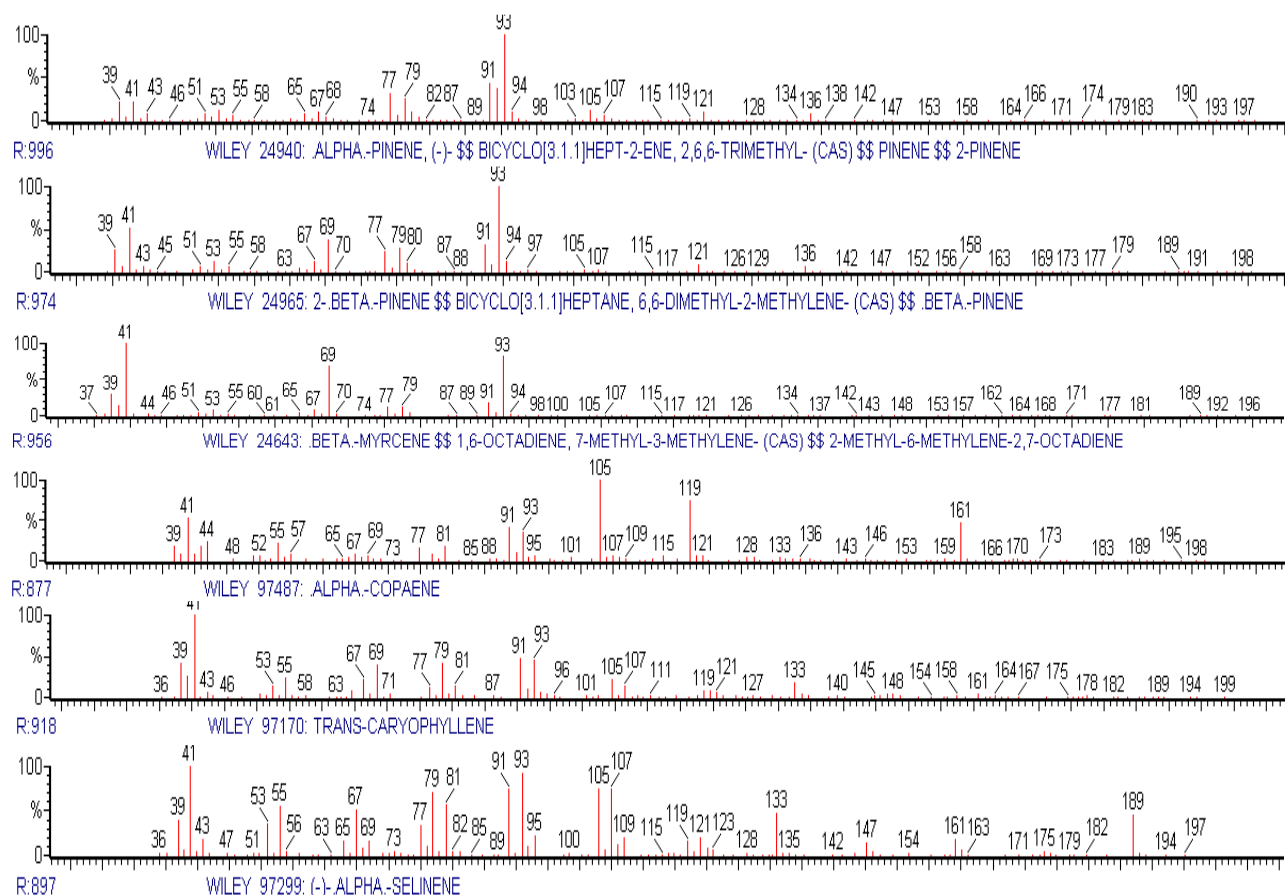 93
100 39 41 43 46 51 53 55 58 65 67 68 74 77 79 82 87 89 91 94 98 103 105 107 115 119 121 128 134 136 138 142 147 153 158 164 166 171 174 179 183 190 193 197
%
0
R:996 WILEY 24940: .ALPHA.-PINENE, (-)- $$ BICYCLO[3.1.1]HEPT-2-ENE, 2,6,6-TRIMETHYL- (CAS) $$ PINENE $$ 2-PINENE
93
100 39 41 43 45 51 53 55 58 63 67 69 70 77 79 80 87 88 91 94 97 105 107 115 117 121 126 129 136 142 147 152 156 158 163 169 173 177 179 189 191 198
%
0
R:974 WILEY 24965: 2-.BETA.-PINENE $$ BICYCLO[3.1.1]HEPTANE, 6,6-DIMETHYL-2-METHYLENE- (CAS) $$ .BETA.-PINENE
41 93
100 37 39 44 46 51 53 55 60 61 65 67 69 70 74 77 79 87 89 91 94 98 100 105 107 115 117 121 126 134 137 142 143 148 153 157 162 164 168 171 177 181 189 192 196
%
0
R:956 WILEY 24643: .BETA.-MYRCENE $$ 1,6-OCTADIENE, 7-METHYL-3-METHYLENE- (CAS) $$ 2-METHYL-6-METHYLENE-2,7-OCTADIENE
105
100 39 41 44 48 52 55 57 65 67 69 73 77 81 85 88 91 93 95 101 107 109 115 119 121 128 133 136 143 146 153 159 161 166 170 173 183 189 195 198
%
0
R:877 WILEY 97487: .ALPHA.-COPAENE
41
100 36 39 43 46 53 55 58 63 67 69 71 77 79 81 87 91 93 96 101 105 107 111 119 121 127 133 140 145 148 154 158 161 164 167 175 178 182 189 194 199
%
0
R:918 WILEY 97170: TRANS-CARYOPHYLLENE
41
100 36 39 43 47 51 53 55 56 63 65 67 69 73 77 79 81 82 85 89 91 93 95 100 105 107 109 115 119 121 123 128 133 135 142 147 154 161 163 171 175 179 182 189 194 197
%
0
R:897 WILEY 97299: (-)-.ALPHA.-SELINENE